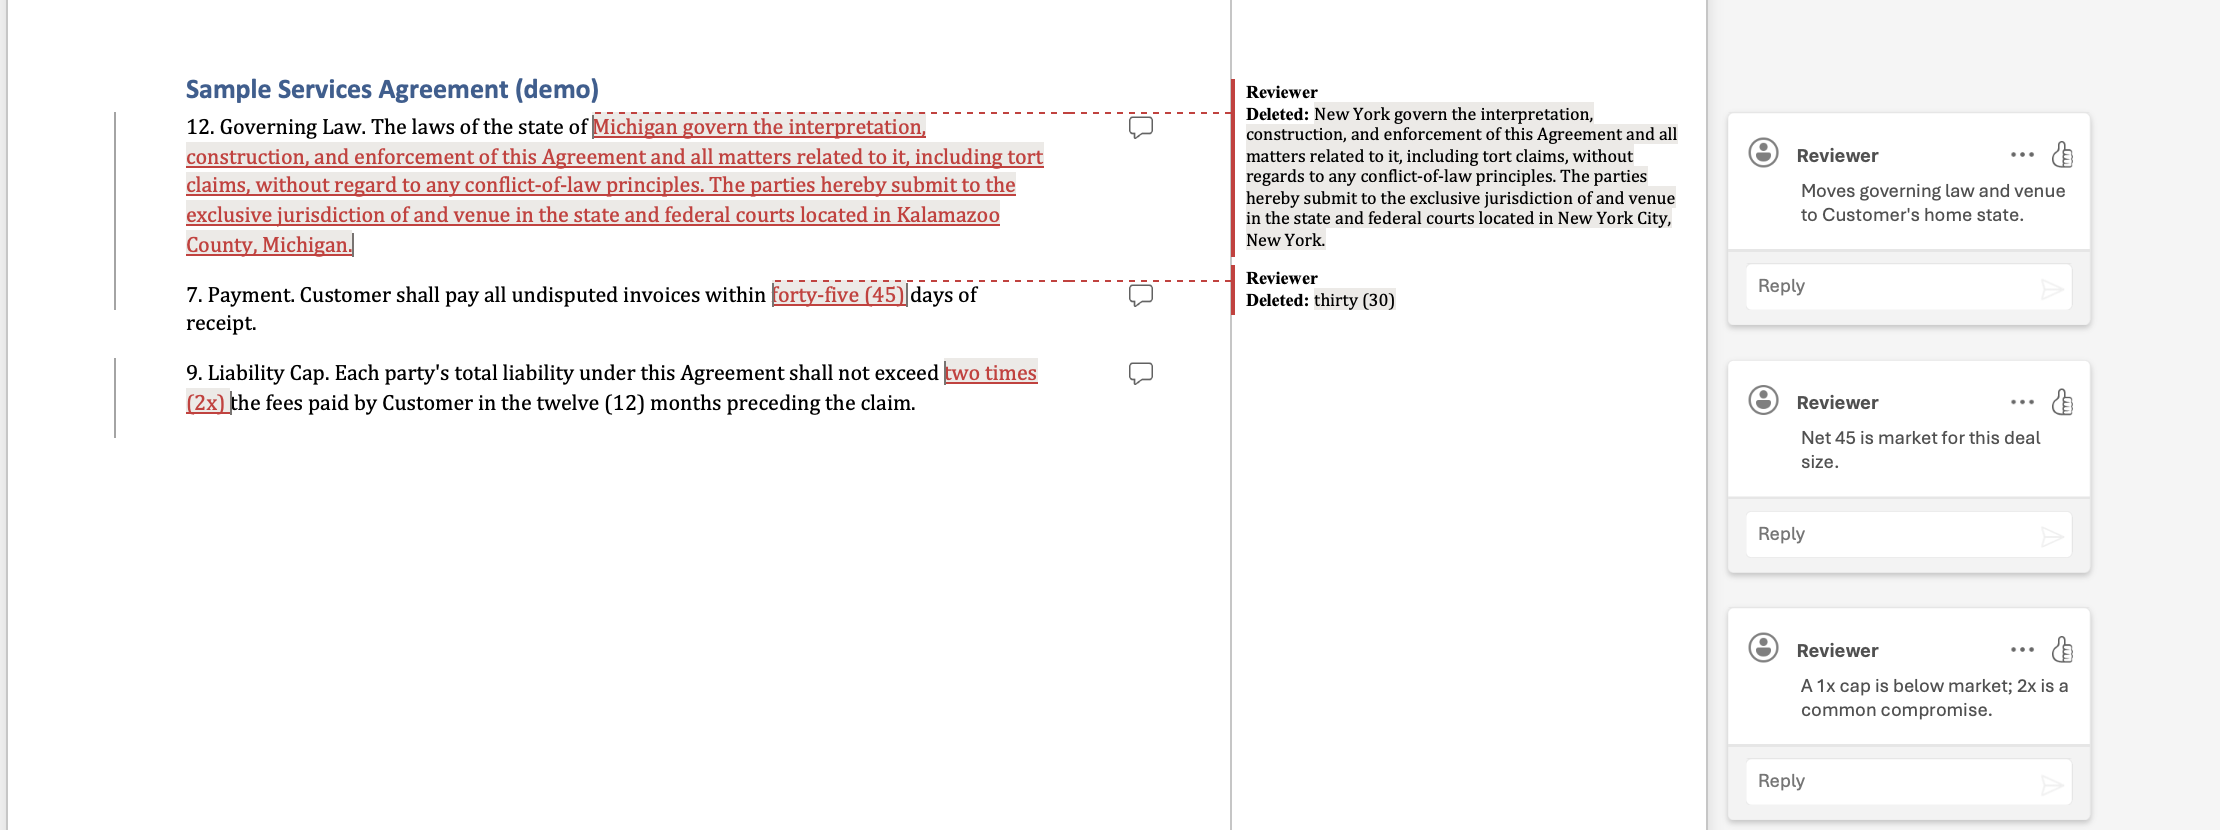 Sample Services Agreement (demo)
12. Governing Law. The laws of the state of Michigan govern the interpretation,
construction, and enforcement of this Agreement and all matters related to it, including tort
claims, without regard to any conflict-of-law principles. The parties hereby submit to the
exclusive jurisdiction of and venue in the state and federal courts located in Kalamazoo
County, Michigan.
7. Payment. Customer shall pay all undisputed invoices within forty-five (45) days of
receipt.
9. Liability Cap. Each party's total liability under this Agreement shall not exceed two times
(2x) the fees paid by Customer in the twelve (12) months preceding the claim.
Reviewer
Deleted: New York govern the interpretation,
construction, and enforcement of this Agreement and all
matters related to it, including tort claims, without
regards to any conflict-of-law principles. The parties
hereby submit to the exclusive jurisdiction of and venue
in the state and federal courts located in New York City,
New York.
Reviewer
Deleted: thirty (30)
Reviewer
Moves governing law and venue
to Customer's home state.
Reply
Reviewer
Net 45 is market for this deal
size.
Reply
Reviewer
A 1x cap is below market; 2x is a
common compromise.
Reply